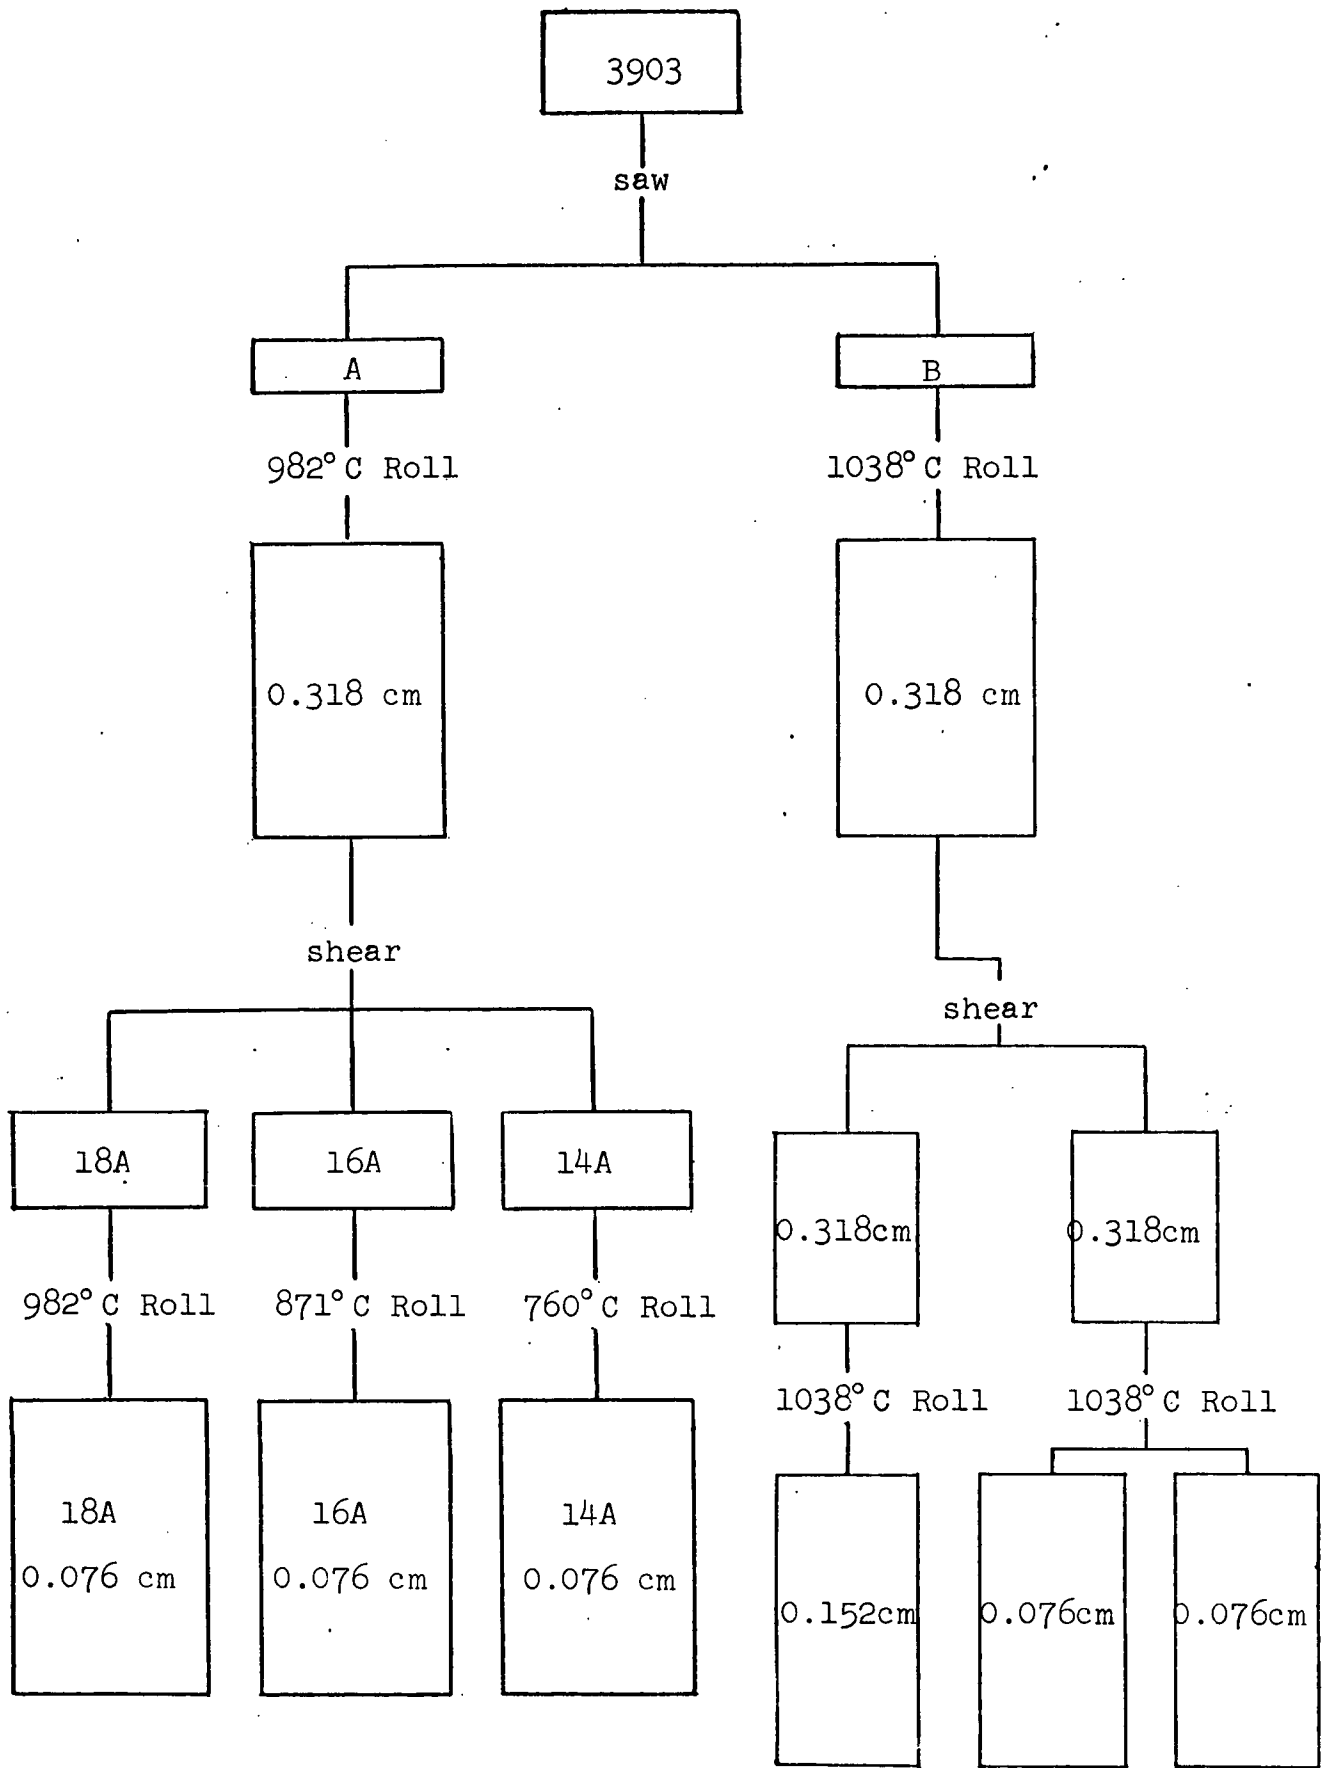 3903
saw
A
B
982°C Roll
1038°C Roll
0.318 cm
0.318 cm
shear
shear
18A
16A
14A
0.318cm
0.318cm
982°C Roll
871°C Roll
760°C Roll
1038°C Roll
1038°C Roll
18A
0.076 cm
16A
0.076 cm
14A
0.076 cm
0.152cm
0.076cm
0.076cm